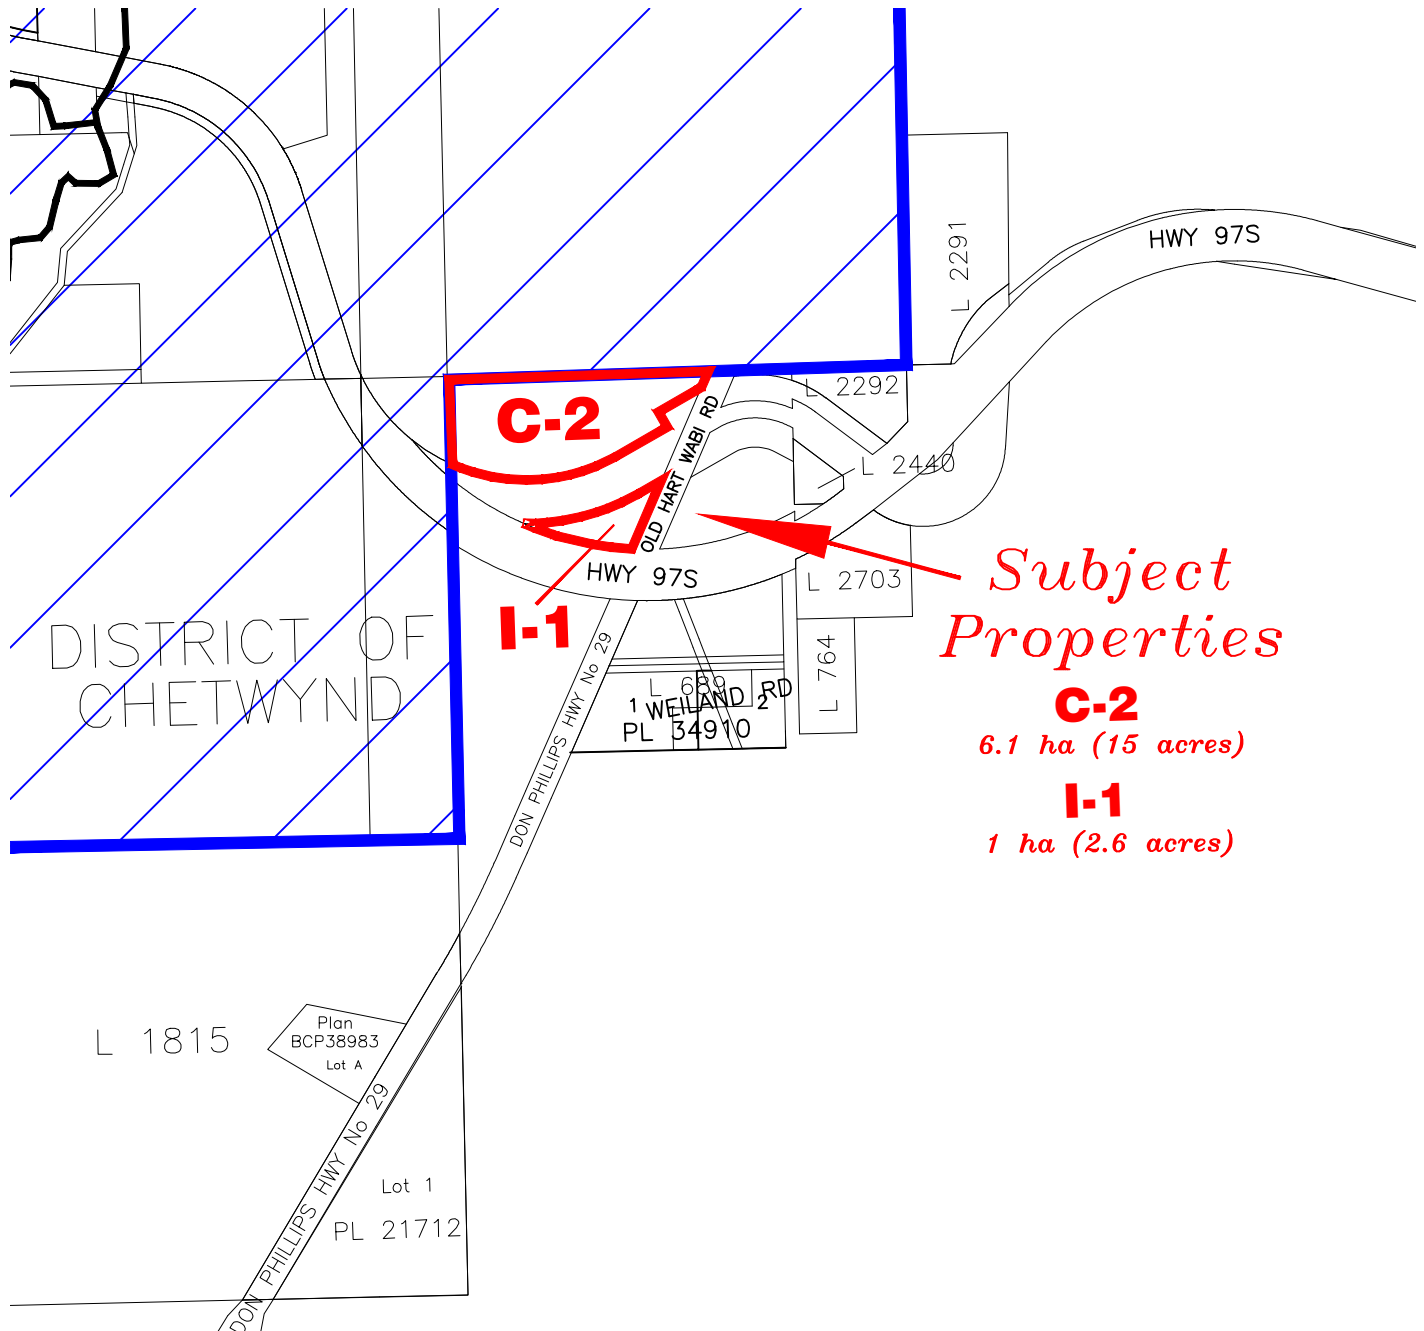 HWY 97S
L 2291
L 2292
C-2
OLD HART WABI RD
L 2440
Subject
Properties
HWY 97S
L 2703
I-1
DISTRICT OF
CHETWYND
L 764
L 689
1 WEILAND RD
2
PL 34910
C-2
6.1 ha (15 acres)
I-1
1 ha (2.6 acres)
DON PHILLIPS HWY No 29
L 1815
Plan
BCP38983
Lot A
DON PHILLIPS HWY No 29
Lot 1
PL 21712